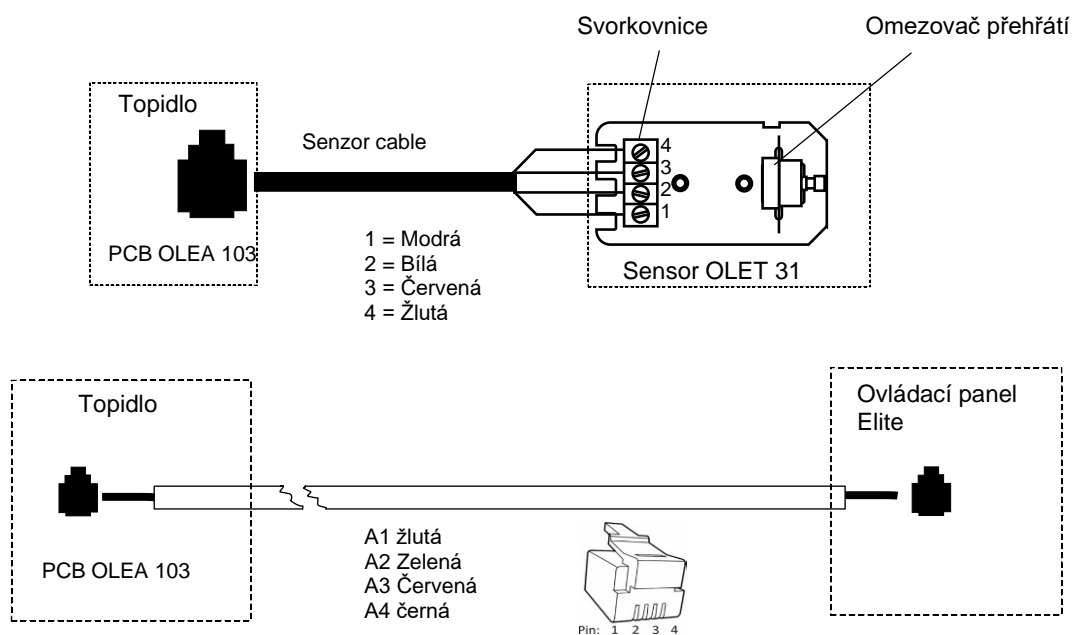 Svorkovnice
Omezovač přehřátí
Topidlo
Senzor cable
4
3
2
1
PCB OLEA 103
1 = Modrá
2 = Bílá
3 = Červená
4 = Žlutá
Sensor OLET 31
Topidlo
Ovládací panel
Elite
PCB OLEA 103
A1 žlutá
A2 Zelená
A3 Červená
A4 černá
Pin: 1 2 3 4